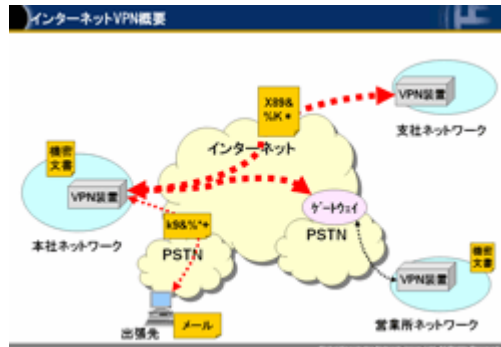 インターネットVPN概要
X89&
%K*
VPN装置
支社ネットワーク
インターネット
機密
文書
VPN装置
本社ネットワーク
k9&%*+
ゲートウェイ
PSTN
PSTN
機密
文書
VPN装置
出張先
メール
営業所ネットワーク